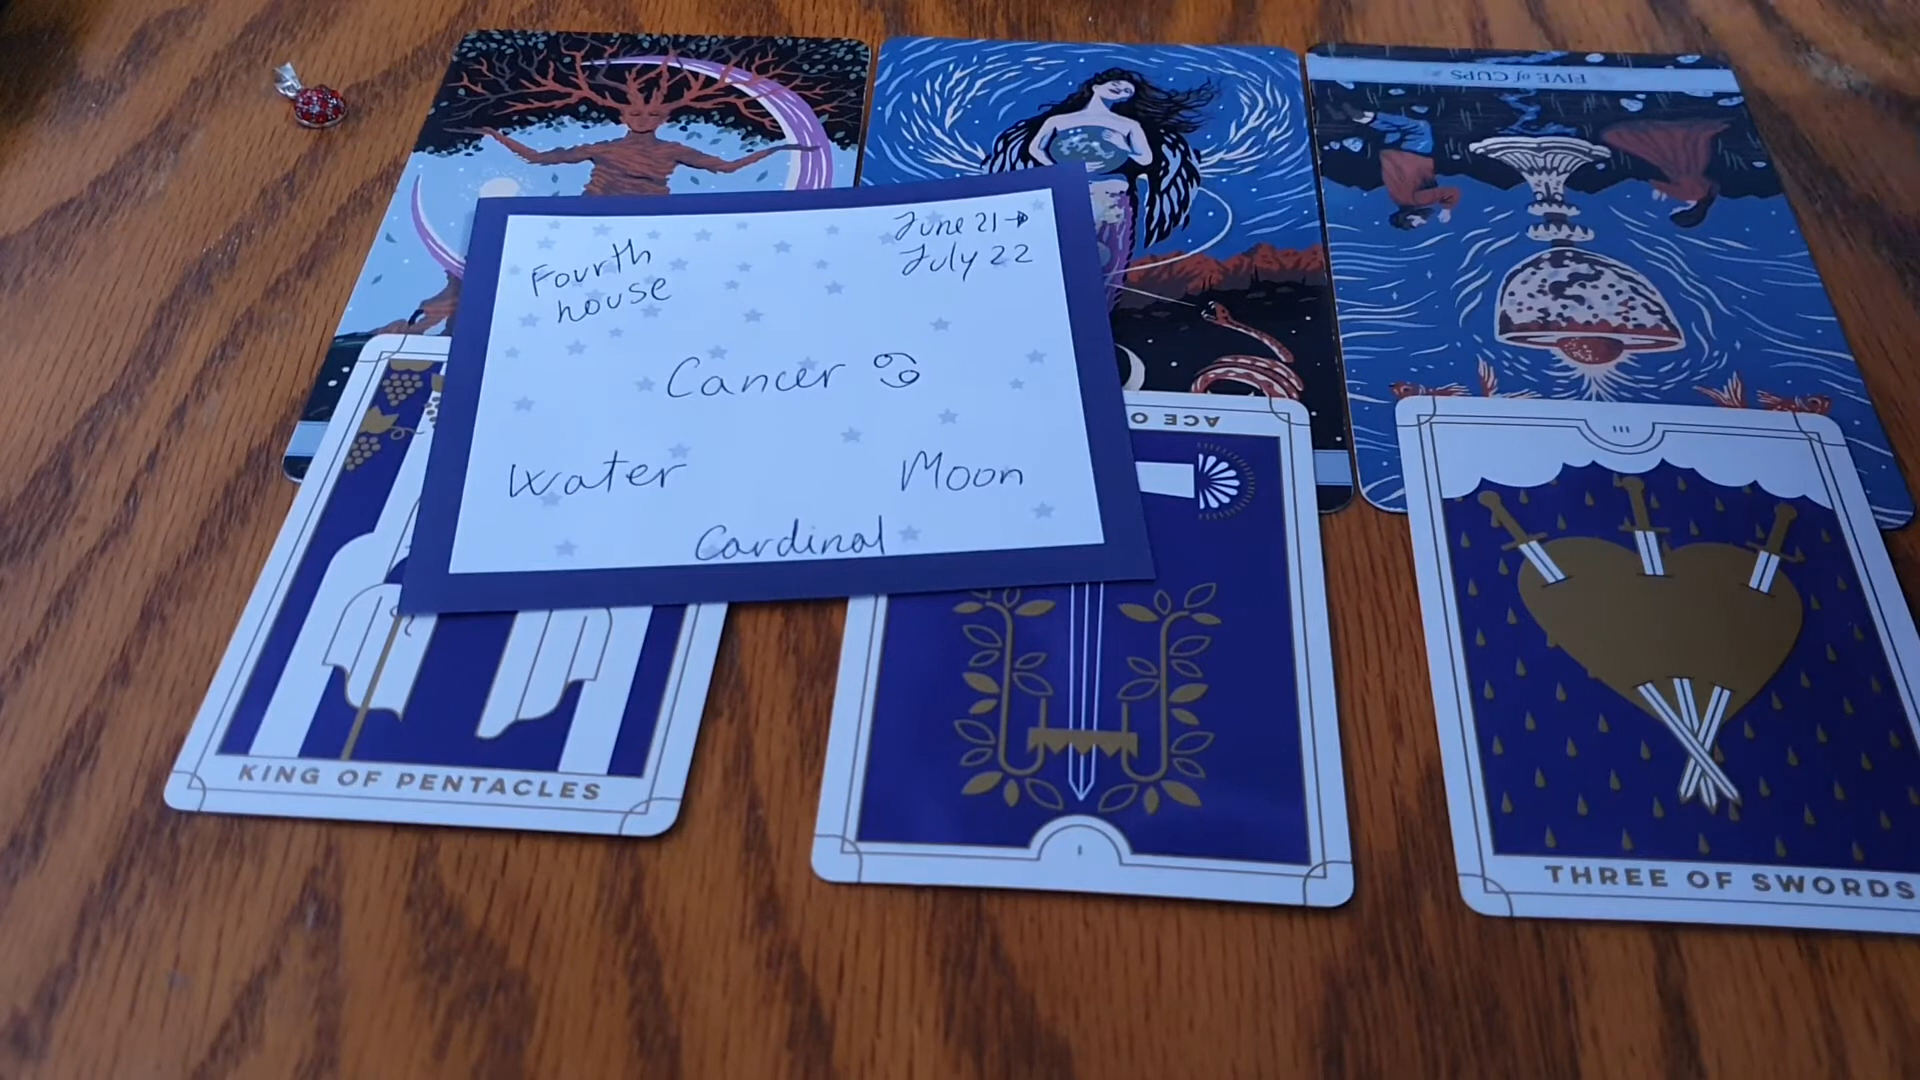 FIVE of CUPS
Fourth
house
June 21→
July 22
Cancer ♋
Water
Moon
Cardinal
ACE O
III
KING OF PENTACLES
I
THREE OF SWORDS